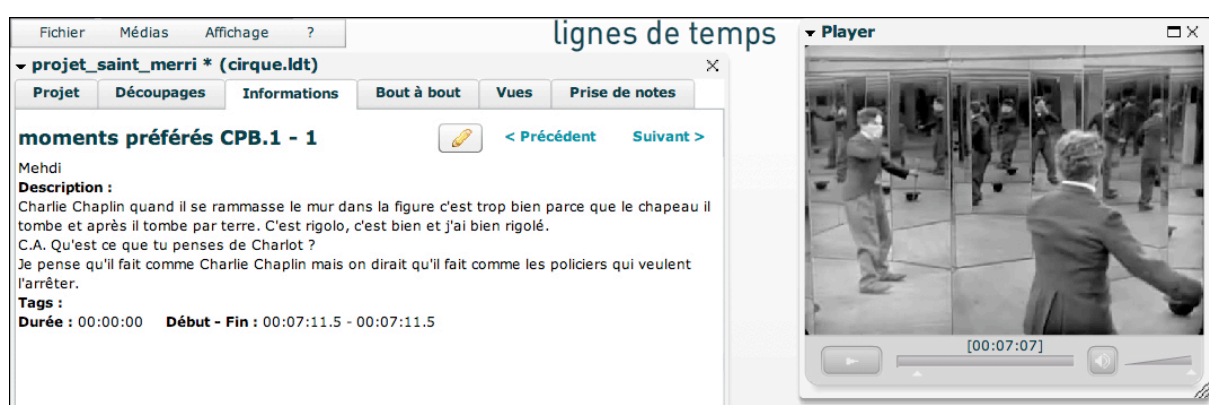 Fichier Médias Affichage ?
lignes de temps
projet_saint_merri * (cirque.ldt)
Projet Découpages Informations Bout à bout Vues Prise de notes
moments préférés CPB.1 - 1 < Précédent Suivant >
Mehdi
Description :
Charlie Chaplin quand il se rammasse le mur dans la figure c'est trop bien parce que le chapeau il
tombe et après il tombe par terre. C'est rigolo, c'est bien et j'ai bien rigolé.
C.A. Qu'est ce que tu penses de Charlot ?
Je pense qu'il fait comme Charlie Chaplin mais on dirait qu'il fait comme les policiers qui veulent
l'arrêter.
Tags :
Durée : 00:00:00 Début - Fin : 00:07:11.5 - 00:07:11.5
Player
[00:07:07]